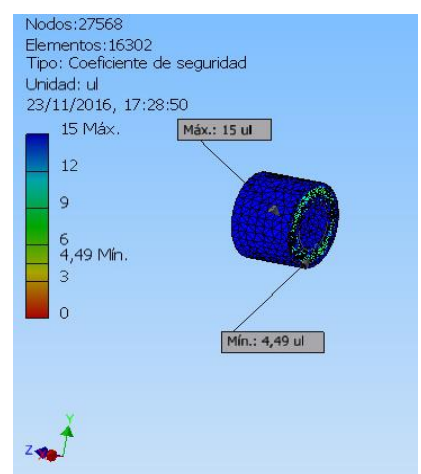 Nodos:27568
Elementos:16302
Tipo: Coeficiente de seguridad
Unidad: ul
23/11/2016, 17:28:50
15 Máx.
Máx.: 15 ul
12
9
6
4,49 Mín.
3
0
Mín.: 4,49 ul
Y
Z